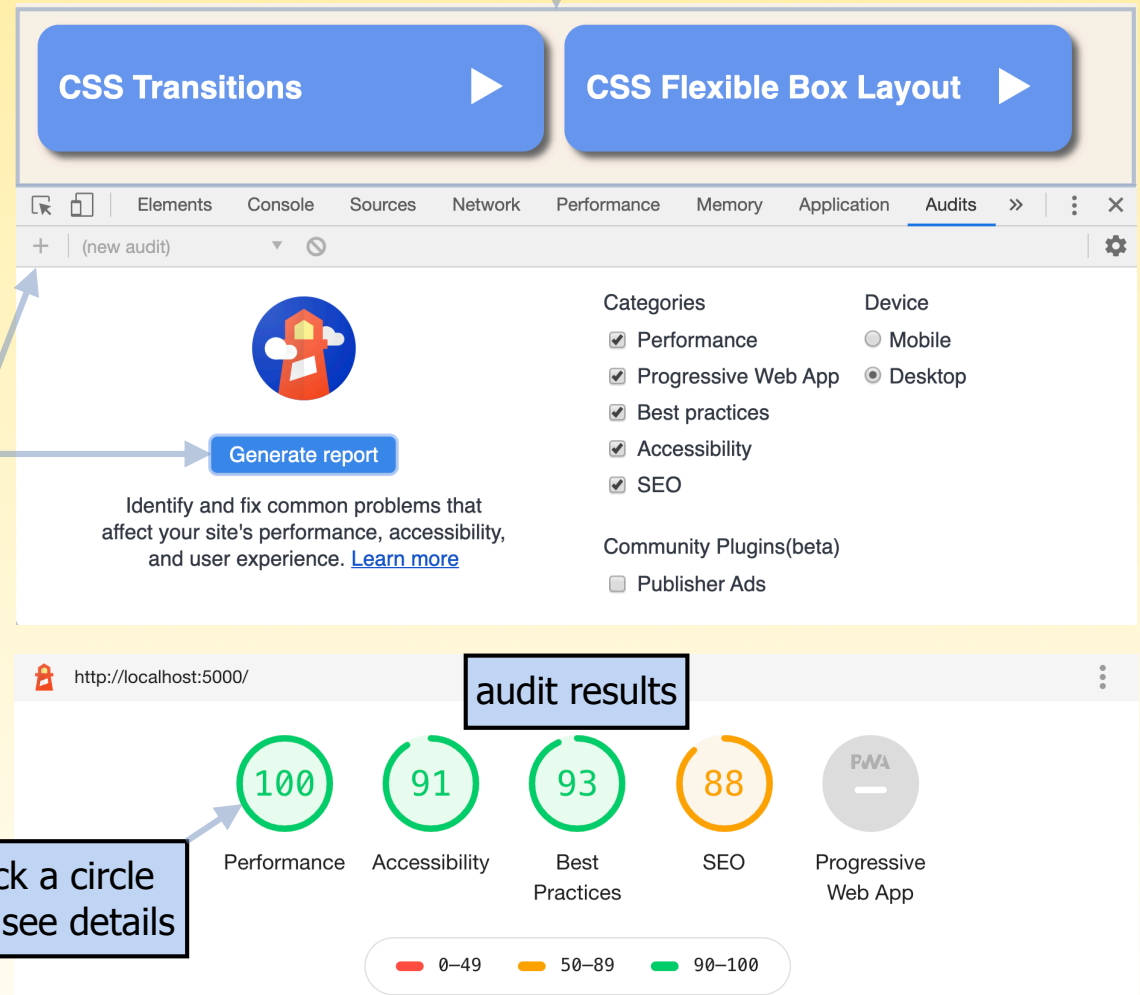 CSS Transitions
CSS Flexible Box Layout
Elements Console Sources Network Performance Memory Application Audits »
+ (new audit)
Categories
Device
Performance
Mobile
Progressive Web App
Desktop
Best practices
Accessibility
SEO
Generate report
Identify and fix common problems that
affect your site's performance, accessibility,
and user experience. Learn more
Community Plugins(beta)
Publisher Ads
http://localhost:5000/
audit results
100
91
93
88
PWA
Performance
Accessibility
Best
Practices
SEO
Progressive
Web App
a circle
see details
0–49
50–89
90–100